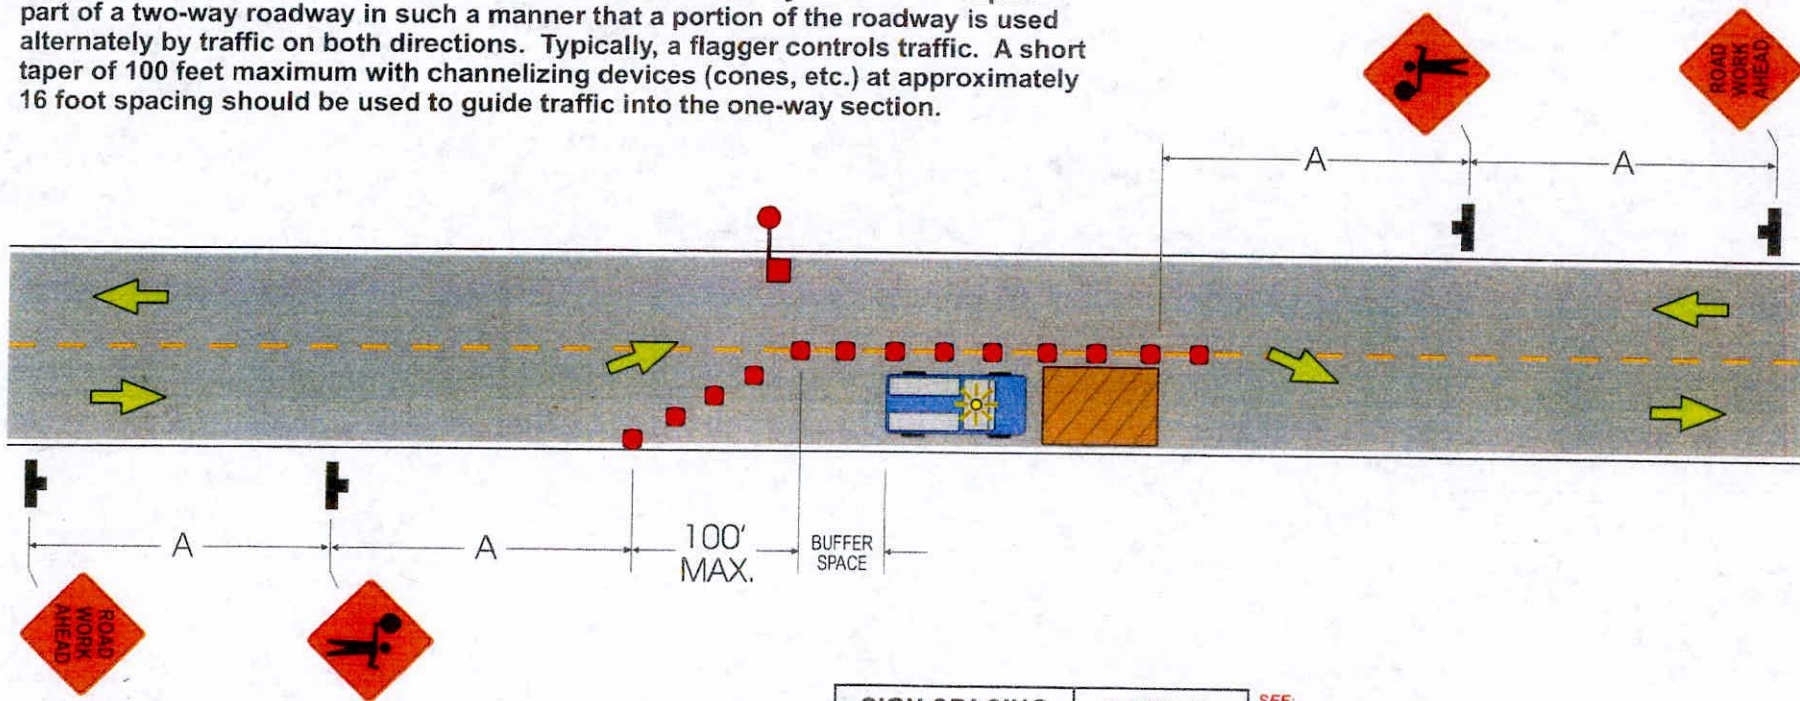 part of a two-way roadway in such a manner that a portion of the roadway is used
alternately by traffic on both directions. Typically, a flagger controls traffic. A short
taper of 100 feet maximum with channelizing devices (cones, etc.) at approximately
16 foot spacing should be used to guide traffic into the one-way section.
ROAD
WORK
AHEAD
A
A
A
A
100'
MAX.
BUFFER
SPACE
ROAD
WORK
AHEAD
SIGN SPACING
SEE: